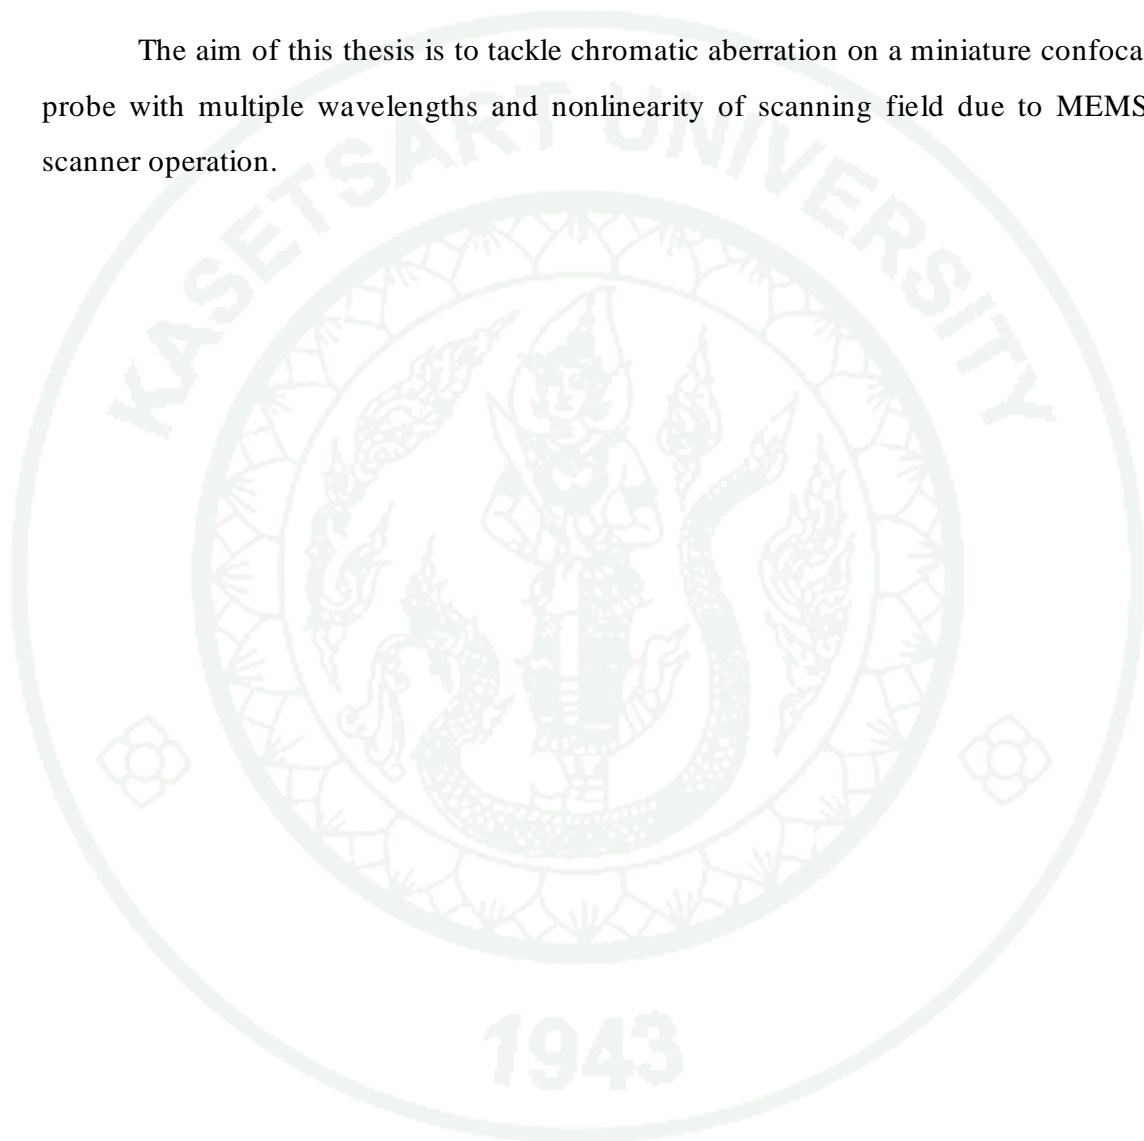 The aim of this thesis is to tackle chromatic aberration on a miniature confoca
probe with multiple wavelengths and nonlinearity of scanning field due to MEMS
scanner operation.
KASETSART UNIVERSITY
1943